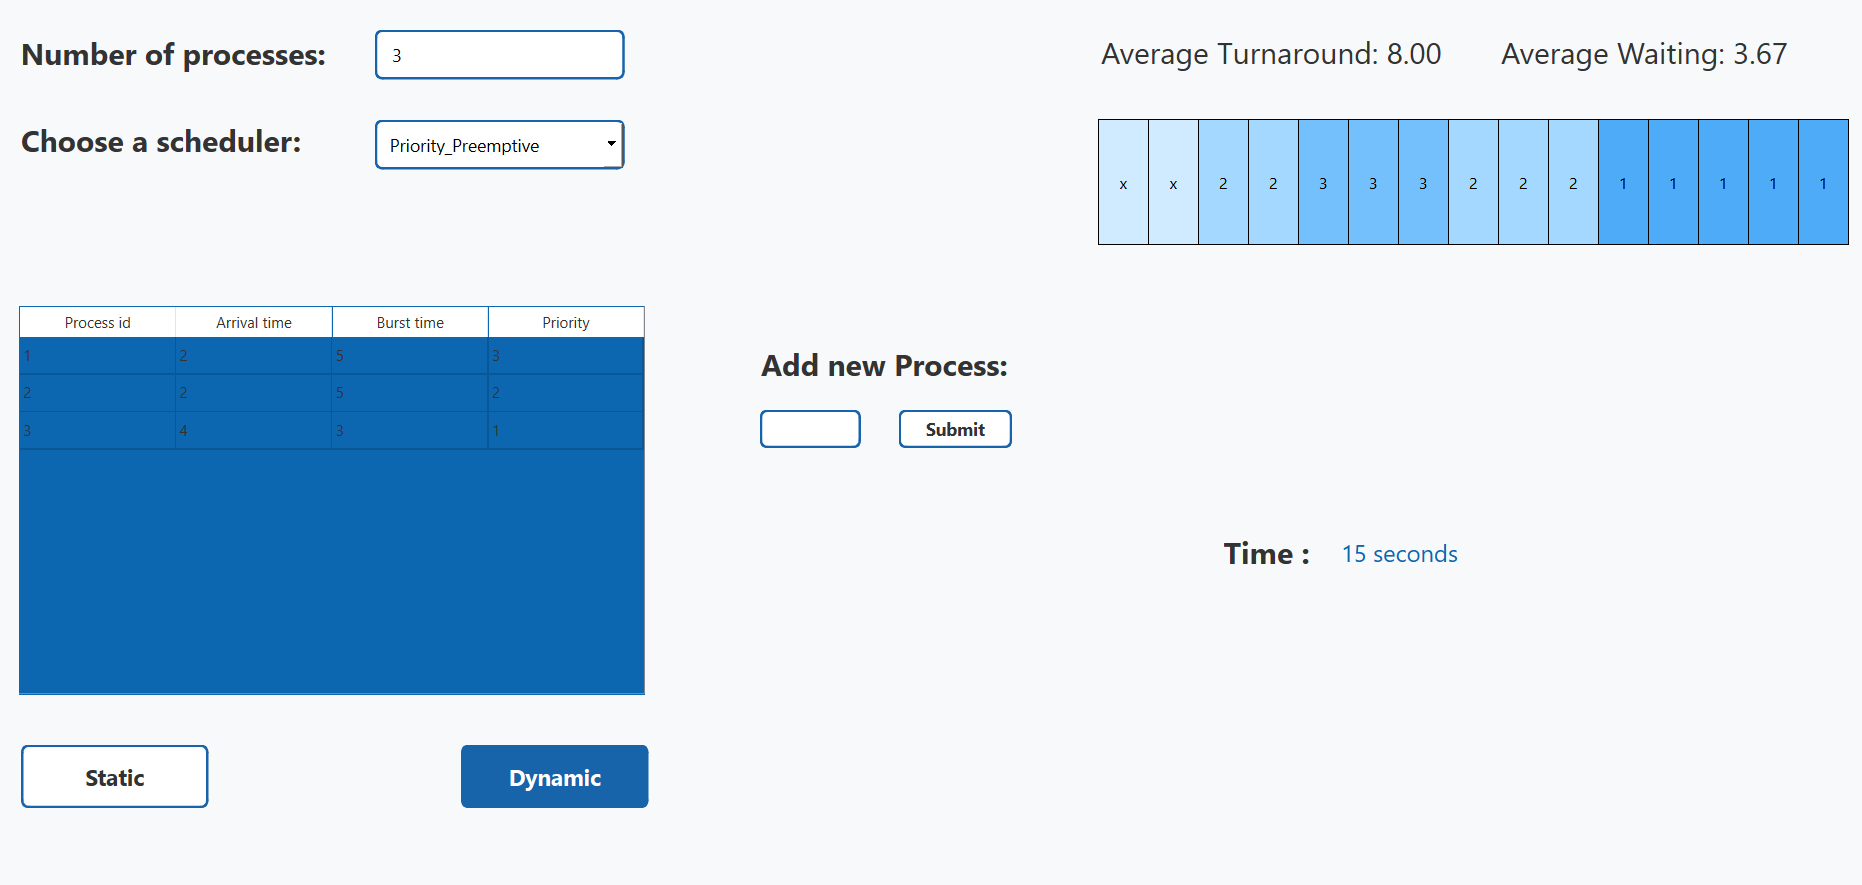 Number of processes: 3
Choose a scheduler: Priority_Preemptive
Average Turnaround: 8.00 Average Waiting: 3.67
x x 2 2 3 3 3 2 2 2 1 1 1 1 1
Process id Arrival time Burst time Priority
1 2 5 3
2 2 5 2
3 4 3 1
Add new Process:
Submit
Time : 15 seconds
Static Dynamic